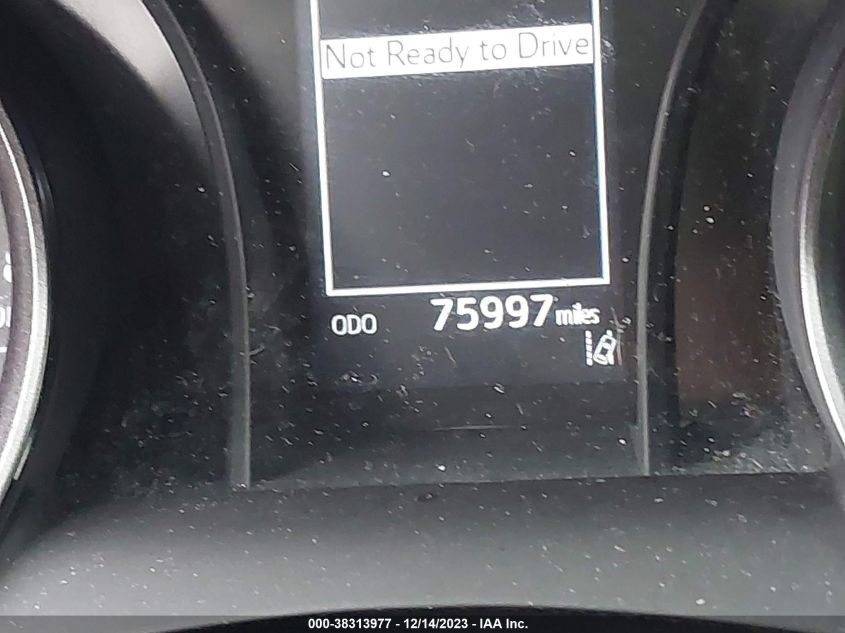 Not Ready to Drive
ODO 75997 miles
000-38313977 - 12/14/2023 - IAA Inc.